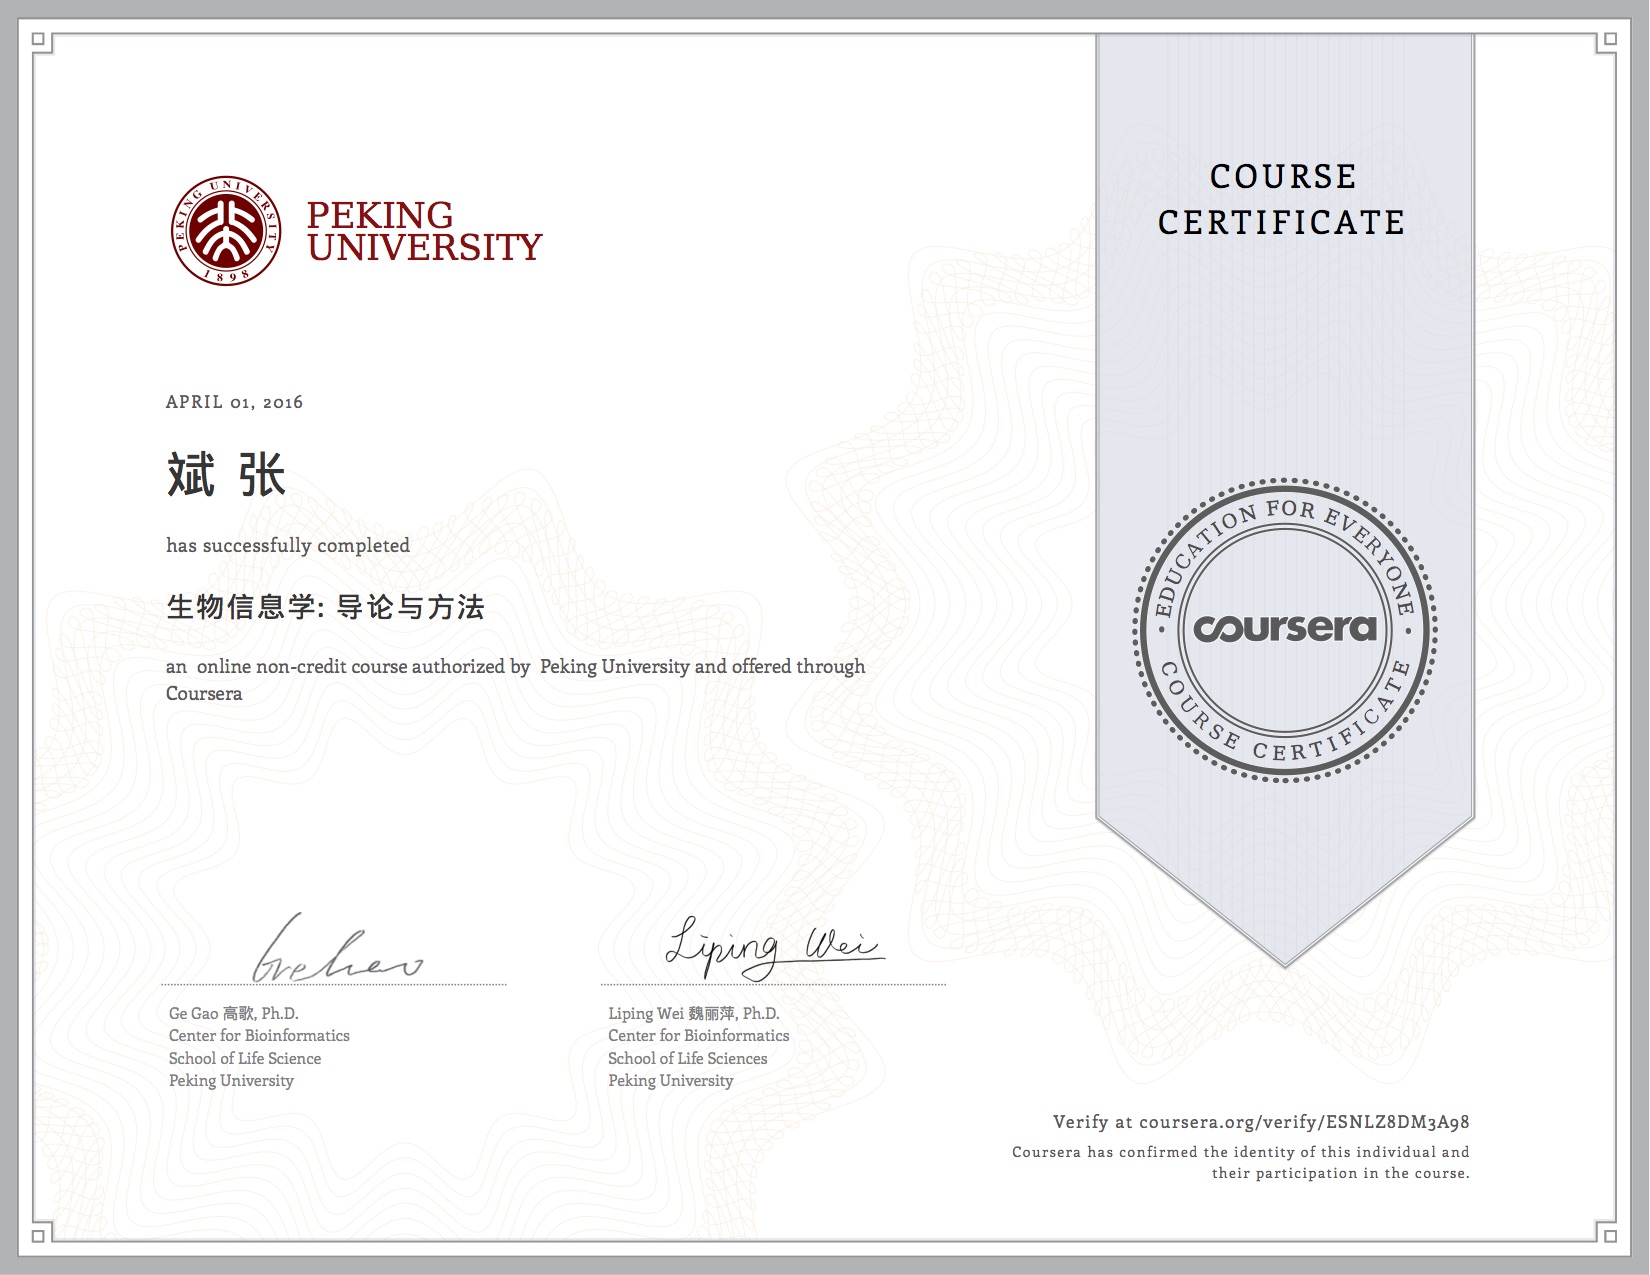 PEKING UNIVERSITY
1898
PEKING
UNIVERSITY
COURSE
CERTIFICATE
APRIL 01, 2016
斌 张
has successfully completed
生物信息学: 导论与方法
an online non-credit course authorized by Peking University and offered through
Coursera
EDUCATION FOR EVERYONE
coursera
COURSE CERTIFICATE
Liping Wei
Ge Gao 高歌, Ph.D.
Center for Bioinformatics
School of Life Science
Peking University
Liping Wei 魏丽萍, Ph.D.
Center for Bioinformatics
School of Life Sciences
Peking University
Verify at coursera.org/verify/ESNLZ8DM3A98
Coursera has confirmed the identity of this individual and
their participation in the course.